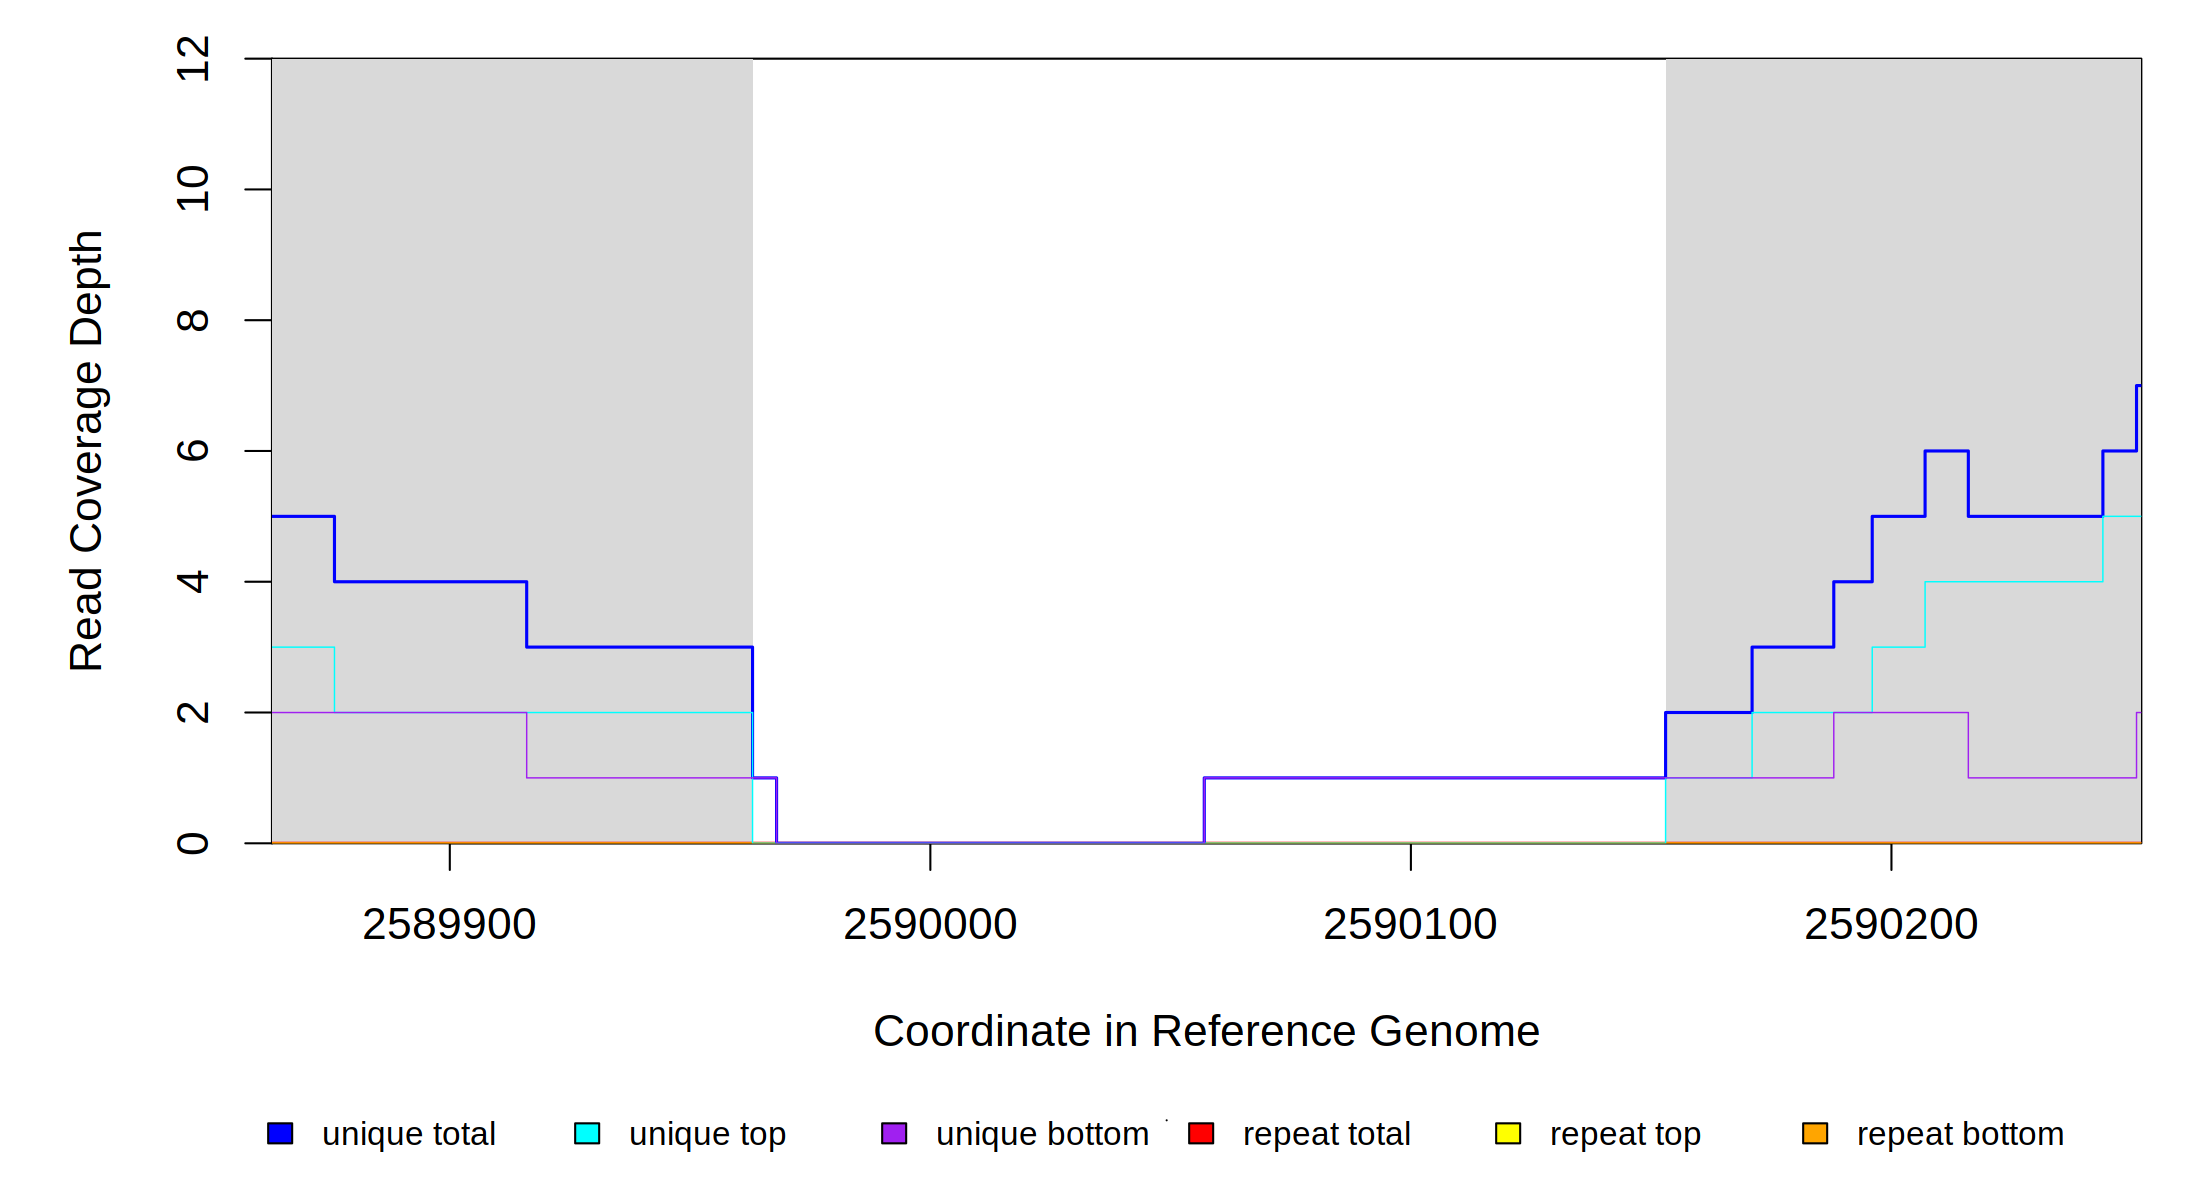 12
10
8
6
4
2
0
Read Coverage Depth
2589900 2590000 2590100 2590200
Coordinate in Reference Genome
unique total unique top unique bottom repeat total repeat top repeat bottom